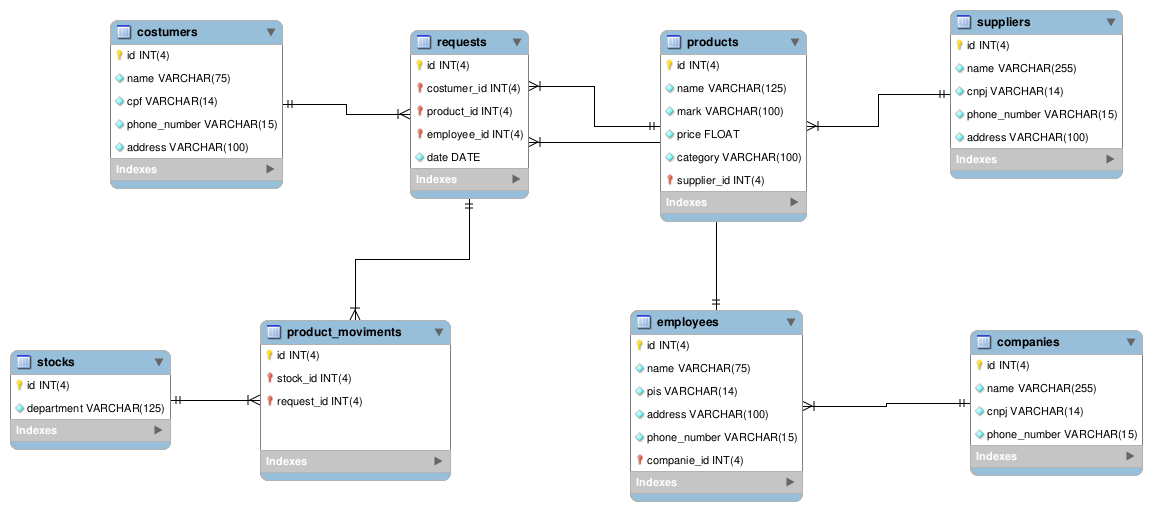 costumers
id INT(4)
name VARCHAR(75)
cpf VARCHAR(14)
phone_number VARCHAR(15)
address VARCHAR(100)
Indexes
requests
id INT(4)
costumer_id INT(4)
product_id INT(4)
employee_id INT(4)
date DATE
Indexes
products
id INT(4)
name VARCHAR(125)
mark VARCHAR(100)
price FLOAT
category VARCHAR(100)
supplier_id INT(4)
Indexes
suppliers
id INT(4)
name VARCHAR(255)
cnpj VARCHAR(14)
phone_number VARCHAR(15)
address VARCHAR(100)
Indexes
stocks
id INT(4)
department VARCHAR(125)
Indexes
product_moviments
id INT(4)
stock_id INT(4)
request_id INT(4)
Indexes
employees
id INT(4)
name VARCHAR(75)
pis VARCHAR(14)
address VARCHAR(100)
phone_number VARCHAR(15)
companie_id INT(4)
Indexes
companies
id INT(4)
name VARCHAR(255)
cnpj VARCHAR(14)
phone_number VARCHAR(15)
Indexes